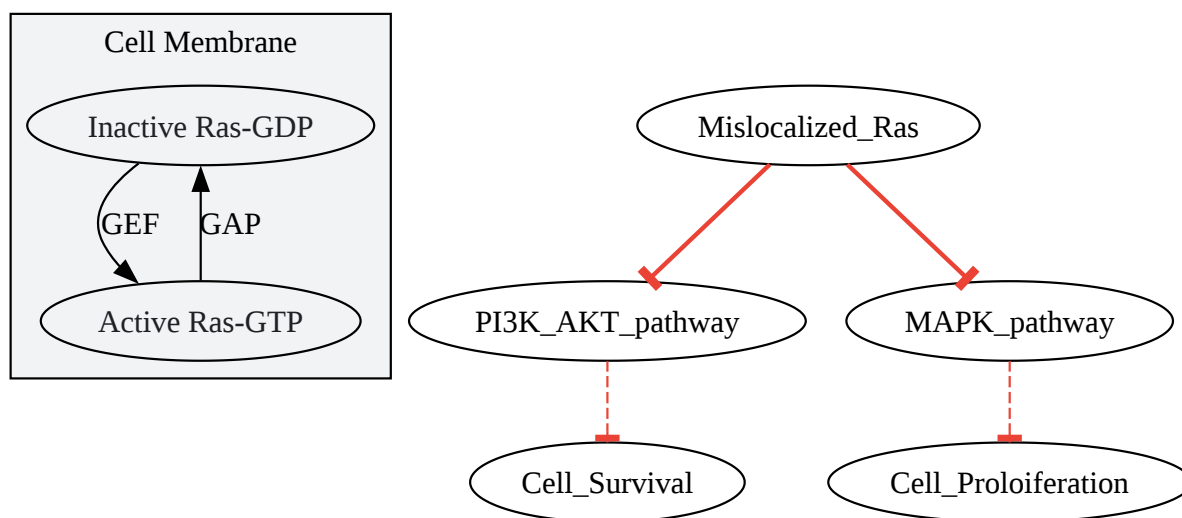 Cell Membrane
Inactive Ras-GDP
Mislocalized_Ras
GEF
GAP
Active Ras-GTP
PI3K_AKT_pathway
MAPK_pathway
Cell_Survival
Cell_Proloiferation